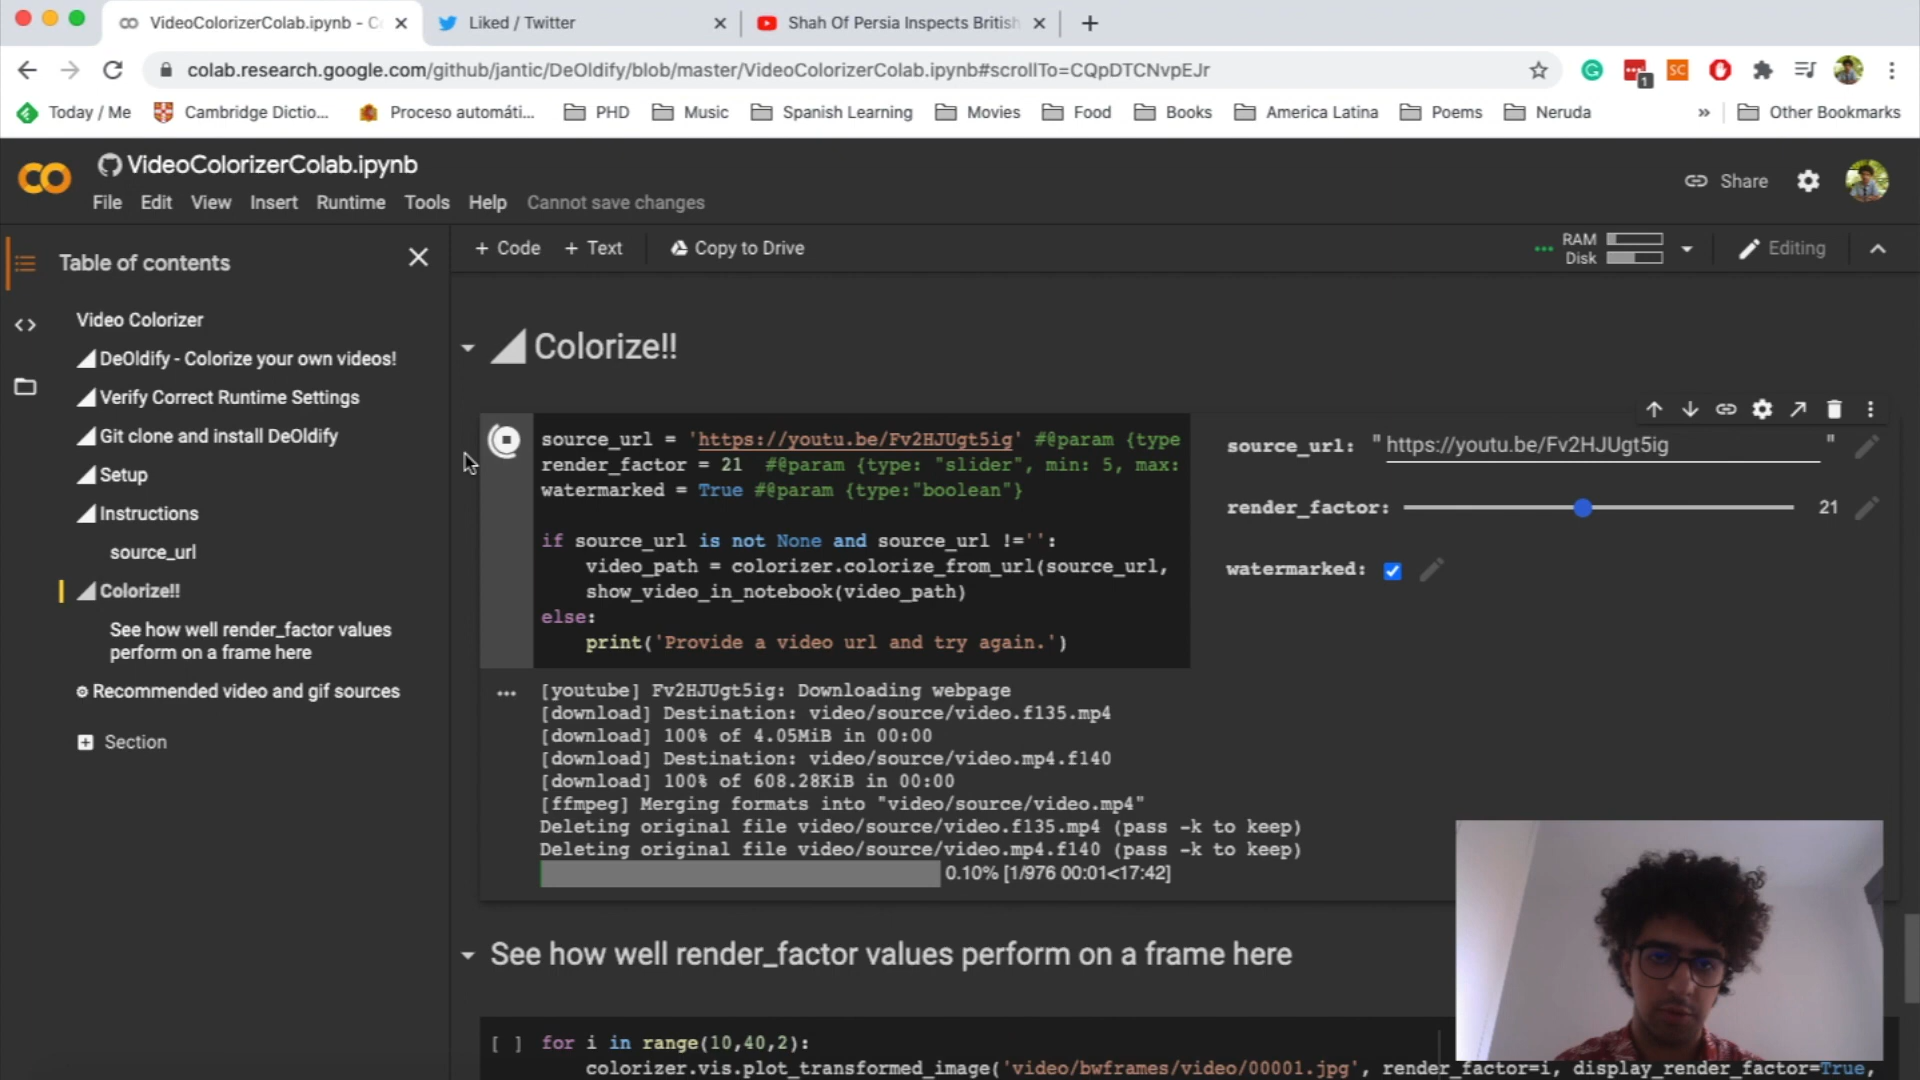 VideoColorizerColab.ipynb - C
Liked / Twitter
Shah Of Persia Inspects British
colab.research.google.com/github/jantic/DeOldify/blob/master/VideoColorizerColab.ipynb#scrollTo=CQpDTCNvpEJr
SC
1
Today / Me
Cambridge Dictio...
Proceso automáti...
PHD
Music
Spanish Learning
Movies
Food
Books
America Latina
Poems
Neruda
»
Other Bookmarks
VideoColorizerColab.ipynb
Share
File Edit View Insert Runtime Tools Help Cannot save changes
Table of contents
+ Code + Text Copy to Drive
RAM
Disk
Editing
Video Colorizer
DeOldify - Colorize your own videos!
Verify Correct Runtime Settings
Git clone and install DeOldify
Setup
Instructions
source_url
Colorize!!
See how well render_factor values
perform on a frame here
Recommended video and gif sources
Section
Colorize!!
source_url = 'https://youtu.be/Fv2HJUgt5ig' #@param {type
render_factor = 21 #@param {type: "slider", min: 5, max:
watermarked = True #@param {type:"boolean"}
if source_url is not None and source_url !='':
video_path = colorizer.colorize_from_url(source_url,
show_video_in_notebook(video_path)
else:
print('Provide a video url and try again.')
source_url: "https://youtu.be/Fv2HJUgt5ig"
render_factor: 21
watermarked:
[youtube] Fv2HJUgt5ig: Downloading webpage
[download] Destination: video/source/video.f135.mp4
[download] 100% of 4.05MiB in 00:00
[download] Destination: video/source/video.mp4.f140
[download] 100% of 608.28KiB in 00:00
[ffmpeg] Merging formats into "video/source/video.mp4"
Deleting original file video/source/video.f135.mp4 (pass -k to keep)
Deleting original file video/source/video.mp4.f140 (pass -k to keep)
0.10% [1/976 00:01<17:42]
See how well render_factor values perform on a frame here
[ ] for i in range(10,40,2):
colorizer.vis.plot_transformed_image('video/bwframes/video/00001.jpg', render_factor=i, display_render_factor=True,